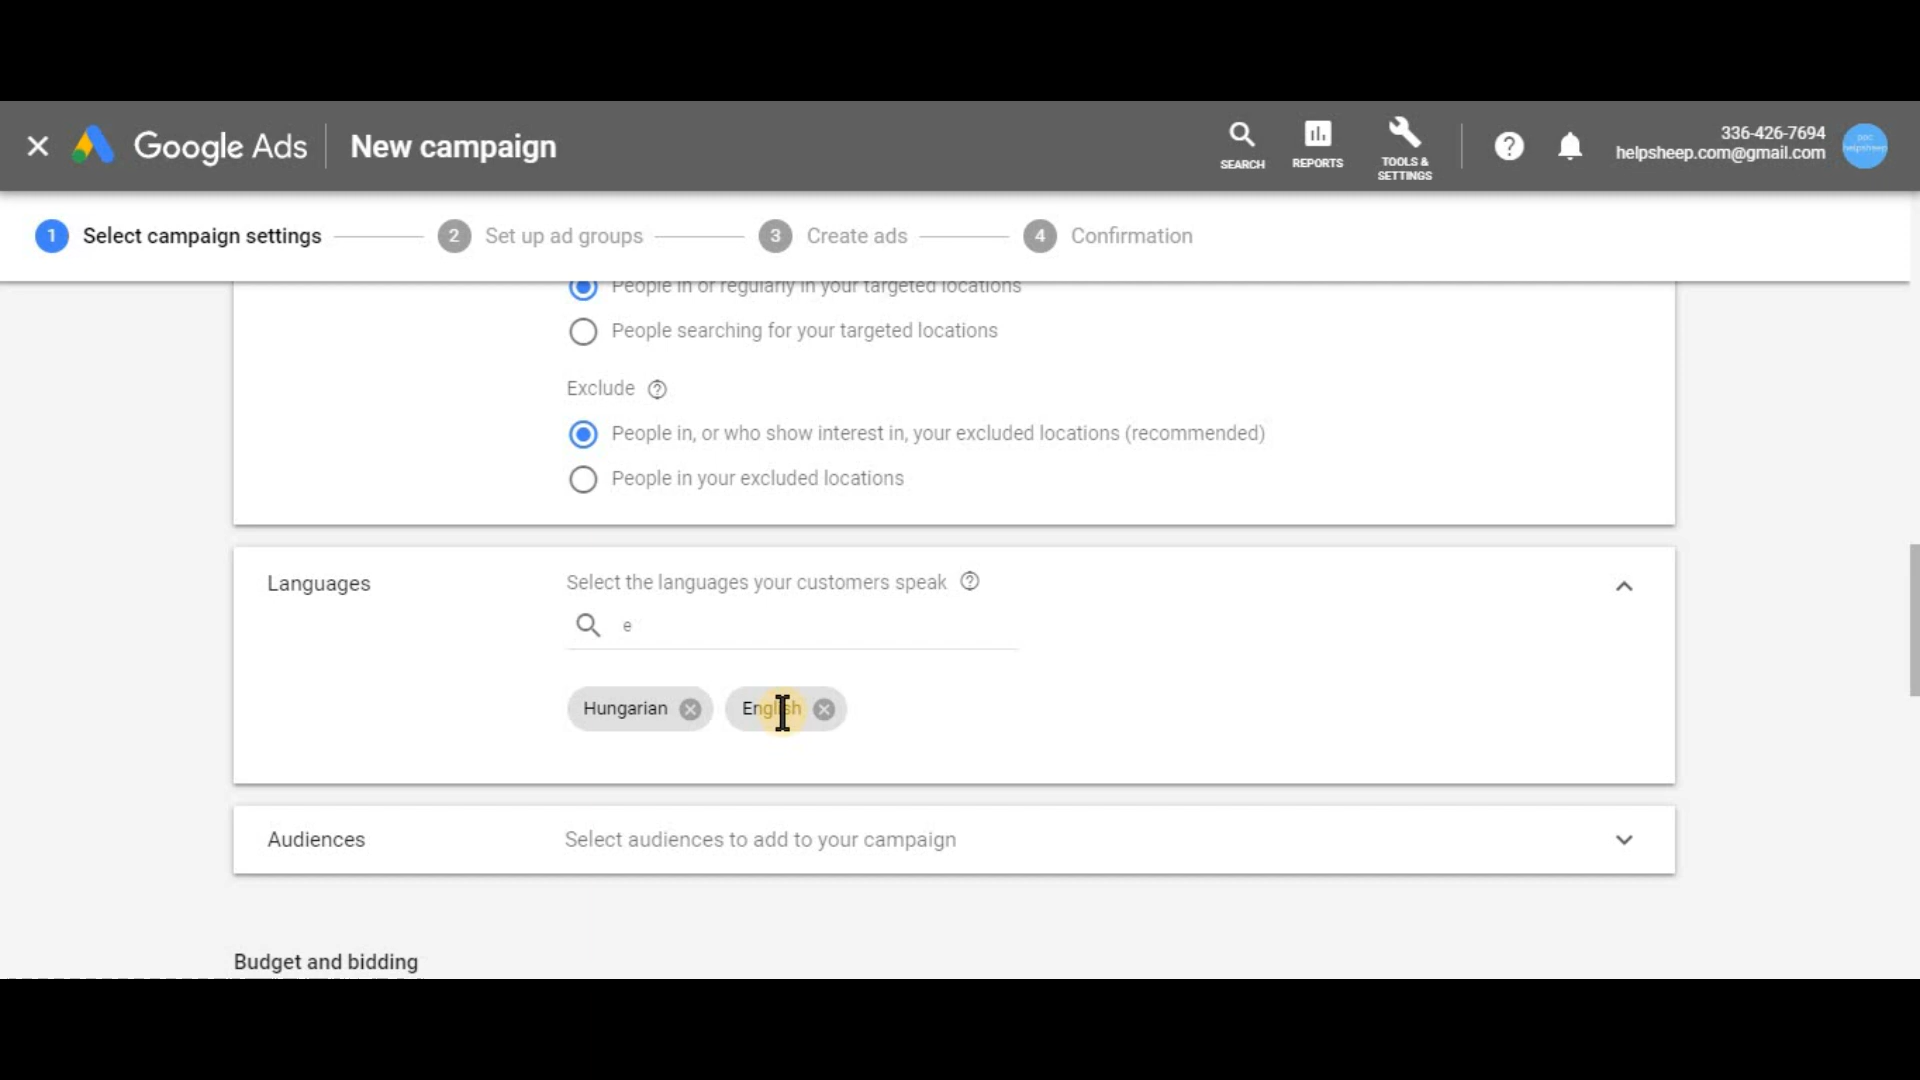 Google Ads
New campaign
SEARCH
REPORTS
TOOLS &
SETTINGS
336-426-7694
helpsheep.com@gmail.com
1 Select campaign settings
2 Set up ad groups
3 Create ads
4 Confirmation
People in or regularly in your targeted locations
People searching for your targeted locations
Exclude
People in, or who show interest in, your excluded locations (recommended)
People in your excluded locations
Languages
Select the languages your customers speak
e
Hungarian
English
Audiences
Select audiences to add to your campaign
Budget and bidding